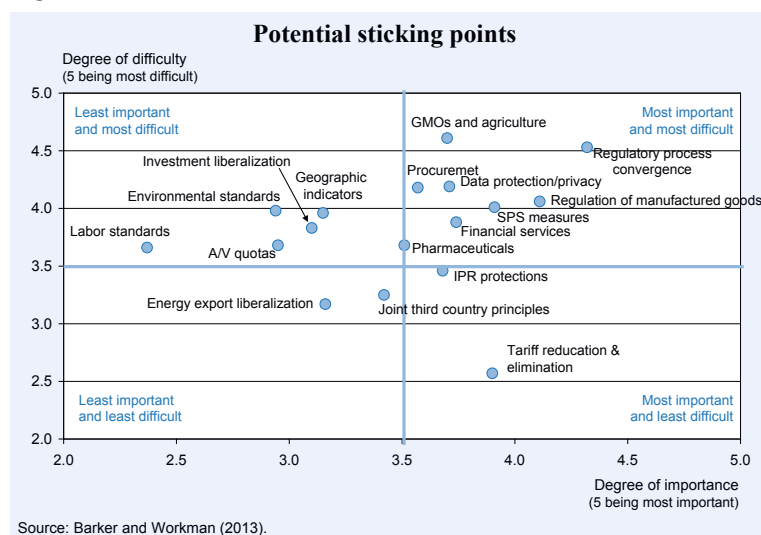 Potential sticking points
Degree of difficulty
(5 being most difficult)
5.0
4.5
4.0
3.5
3.0
2.5
2.0
2.0
2.5
3.0
3.5
4.0
4.5
5.0
Least important
and most difficult
Most important
and most difficult
GMOs and agriculture
Regulatory process
convergence
Investment liberalization
Geographic
indicators
Procuremet
Data protection/privacy
Environmental standards
Regulation of manufactured goods
SPS measures
Labor standards
Financial services
A/V quotas
Pharmaceuticals
IPR protections
Energy export liberalization
Joint third country principles
Tariff reducation &
elimination
Least important
and least difficult
Most important
and least difficult
Degree of importance
(5 being most important)
Source: Barker and Workman (2013).